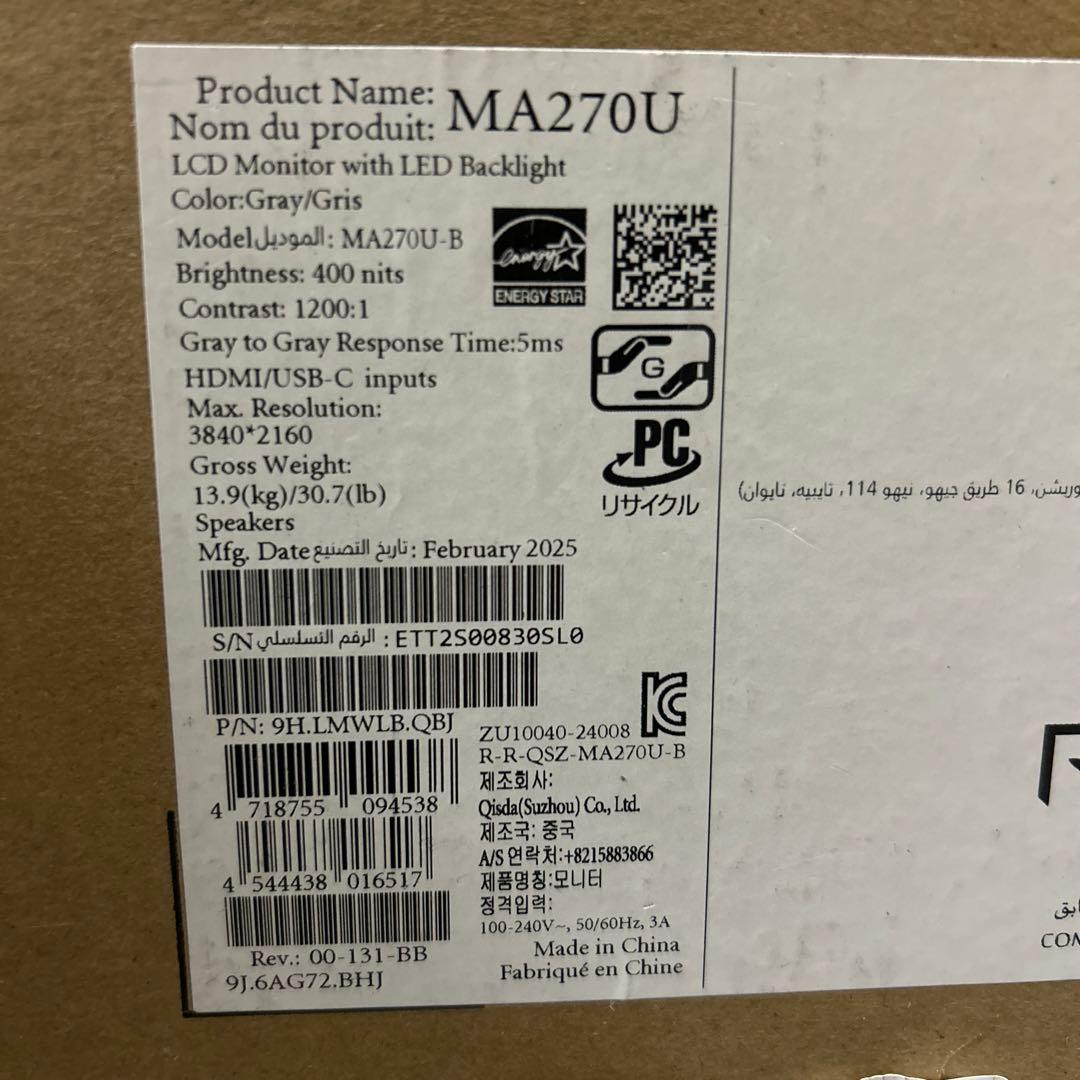 Product Name:
Nom du produit: MA270U
LCD Monitor with LED Backlight
Color:Gray/Gris
Model الموديل: MA270U-B
Brightness: 400 nits
Contrast: 1200:1
Gray to Gray Response Time:5ms
HDMI/USB-C inputs
Max. Resolution:
3840*2160
Gross Weight:
13.9(kg)/30.7(lb)
Speakers
Mfg. Date تاريخ التصنيع: February 2025
energy
ENERGY STAR
G
PC
リサイクル
S/N الرقم التسلسلي: ETT2S00830SL0
P/N: 9H.LMWLB.QBJ
4 718755 094538
4 544438 016517
Rev.: 00-131-BB
9J.6AG72.BHJ
ZU10040-24008
R-R-QSZ-MA270U-B
제조회사:
Qisda(Suzhou) Co., Ltd.
제조국: 중국
A/S 연락처:+8215883866
제품명칭:모니터
정격입력:
100-240V~, 50/60Hz, 3A
Made in China
Fabriqué en Chine
16 طريق جيهو، نيهو 114، تايبيه، تايوان)